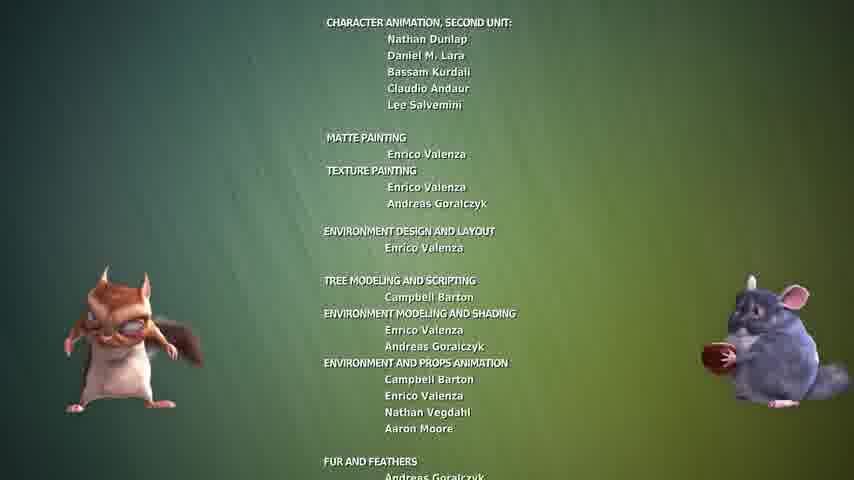 CHARACTER ANIMATION, SECOND UNIT:
Nathan Dunlap
Daniel M. Lara
Bassam Kurdali
Claudio Andaur
Lee Salvemini
MATTE PAINTING
Enrico Valenza
TEXTURE PAINTING
Enrico Valenza
Andreas Goralczyk
ENVIRONMENT DESIGN AND LAYOUT
Enrico Valenza
TREE MODELING AND SCRIPTING
Campbell Barton
ENVIRONMENT MODELING AND SHADING
Enrico Valenza
Andreas Goralczyk
ENVIRONMENT AND PROPS ANIMATION
Campbell Barton
Enrico Valenza
Nathan Vegdahl
Aaron Moore
FUR AND FEATHERS
Andreas Goralczyk